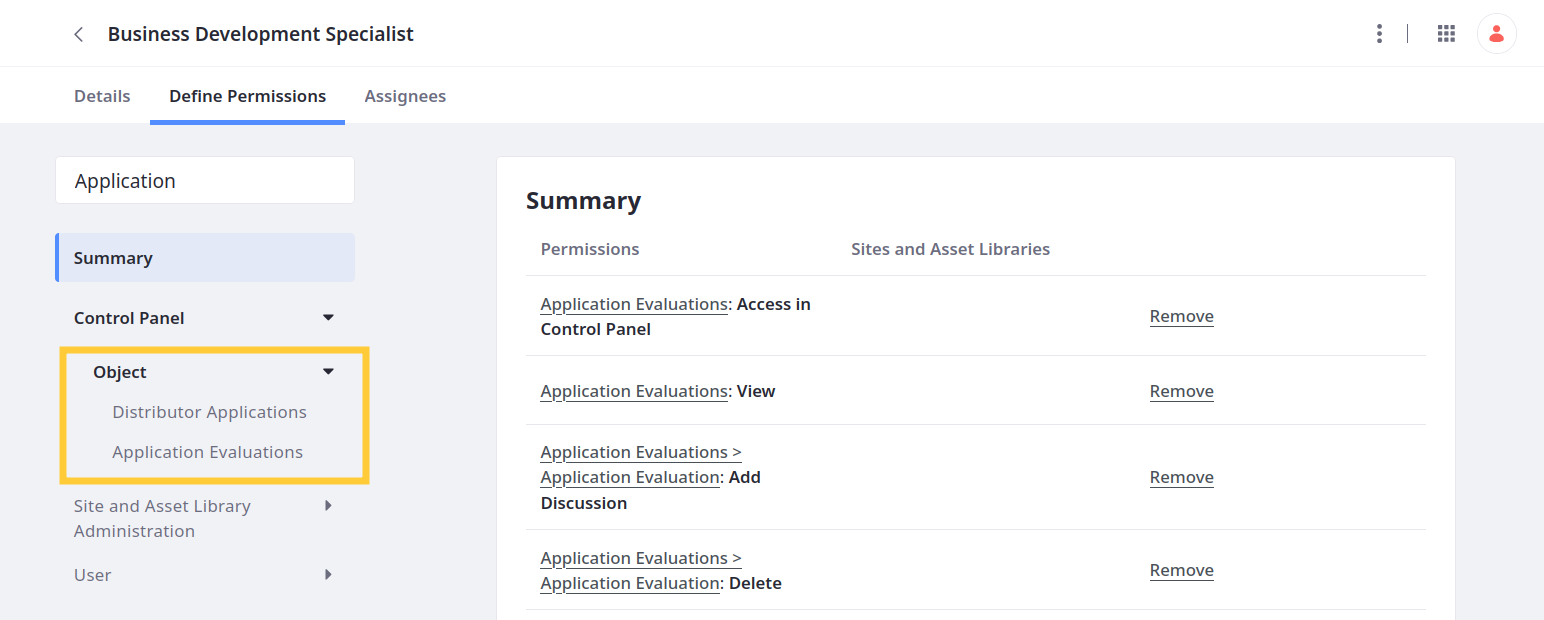 Business Development Specialist
Details
Define Permissions
Assignees
Application
Summary
Control Panel
Object
Distributor Applications
Application Evaluations
Site and Asset Library
Administration
User
Summary
Permissions
Sites and Asset Libraries
Application Evaluations: Access in
Control Panel
Remove
Application Evaluations: View
Remove
Application Evaluations >
Application Evaluation: Add
Discussion
Remove
Application Evaluations >
Application Evaluation: Delete
Remove